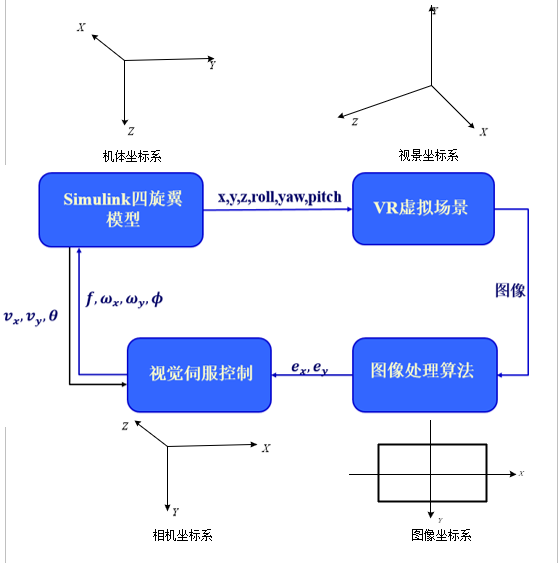 X
Y
Z
机体坐标系
Y
Z
X
视景坐标系
Simulink四旋翼
模型
x,y,z,roll,yaw,pitch
VR虚拟场景
图像
v_x, v_y, θ
f, ω_x, ω_y, ϕ
视觉伺服控制
e_x, e_y
图像处理算法
Z
X
Y
相机坐标系
X
Y
图像坐标系